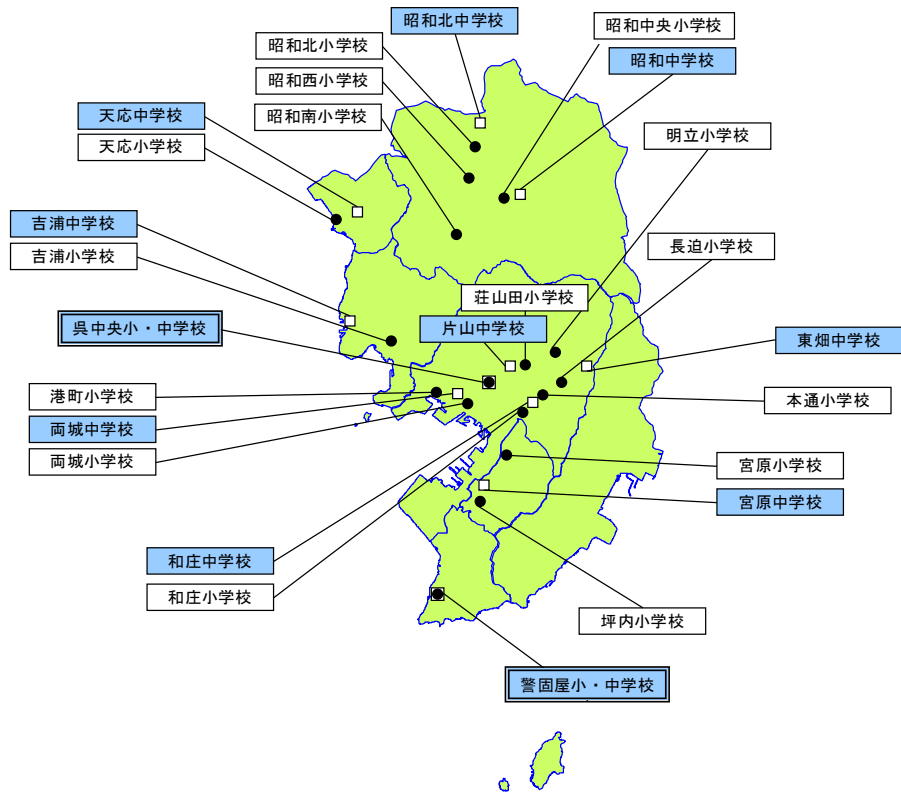 昭和北中学校
昭和中央小学校
昭和北小学校
昭和中学校
昭和西小学校
天応中学校
昭和南小学校
明立小学校
天応小学校
吉浦中学校
長迫小学校
吉浦小学校
荘山田小学校
呉中央小・中学校
片山中学校
東畑中学校
港町小学校
本通小学校
両城中学校
両城小学校
宮原小学校
宮原中学校
和庄中学校
和庄小学校
坪内小学校
警固屋小・中学校